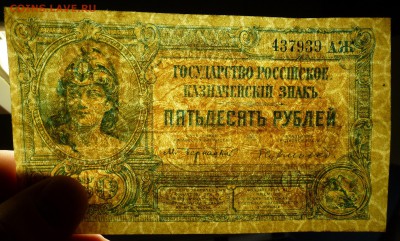 COINS.LAVE.RU
437939 АЖ
ГОСУДАРСТВО РОССІЙСКОЕ
КАЗНАЧЕЙСКІЙ ЗНАКЪ
ПЯТЬДЕСЯТЬ РУБЛЕЙ